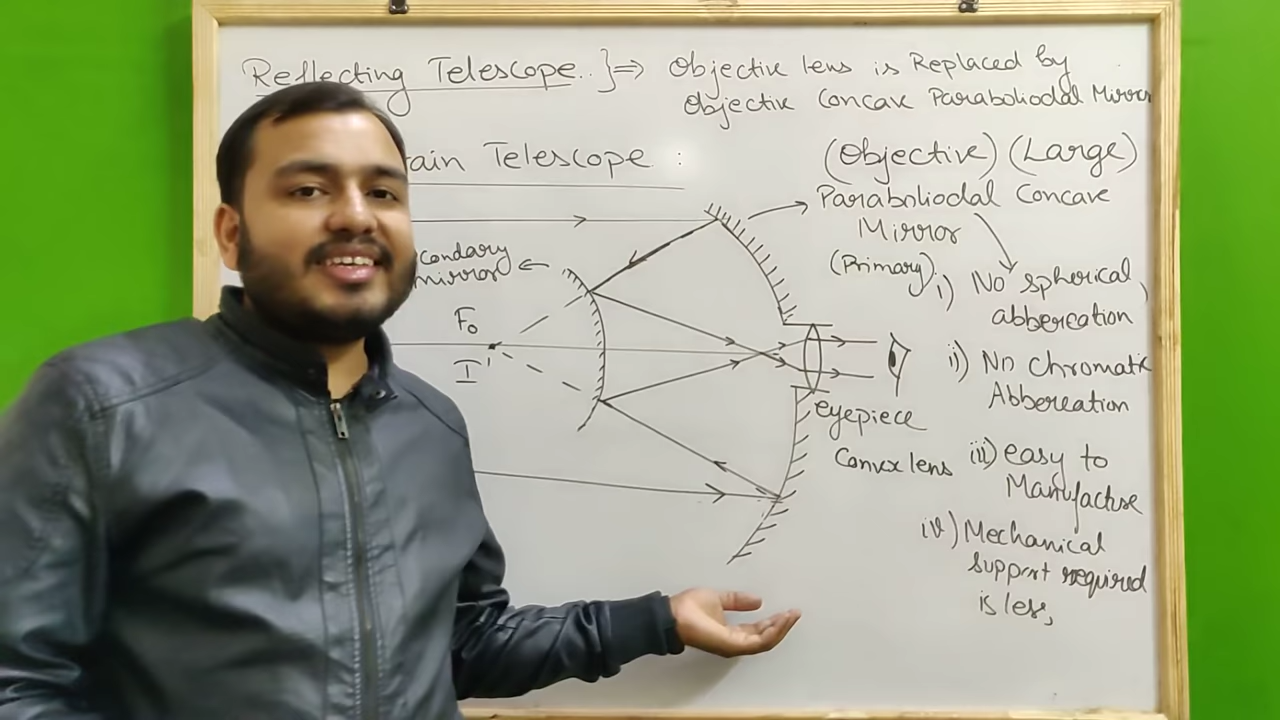 Reflecting Telescope..} ⇒ Objective lens is Replaced by
Objective Concave Paraboliodal Mirror
Telescope :
(Objective) (Large)
Paraboliodal Concave
Mirror
(Primary).
condary
mirror
Fo
I
i) No spherical
abbereation
ii) No Chromatic
Abbereation
eyepiece
Convex lens
iii) easy to
Manufacture
iv) Mechanical
support required
is less,